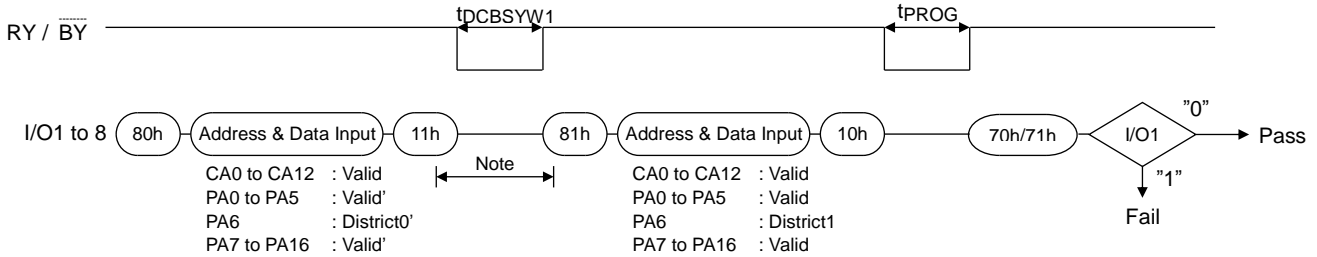 tDCBSYW1
tPROG
RY / BY
I/O1 to 8
80h
Address & Data Input
11h
81h
Address & Data Input
10h
70h/71h
I/O1
”0”
Pass
Note
”1”
Fail
CA0 to CA12 : Valid
PA0 to PA5 : Valid’
PA6 : District0’
PA7 to PA16 : Valid’
CA0 to CA12 : Valid
PA0 to PA5 : Valid
PA6 : District1
PA7 to PA16 : Valid